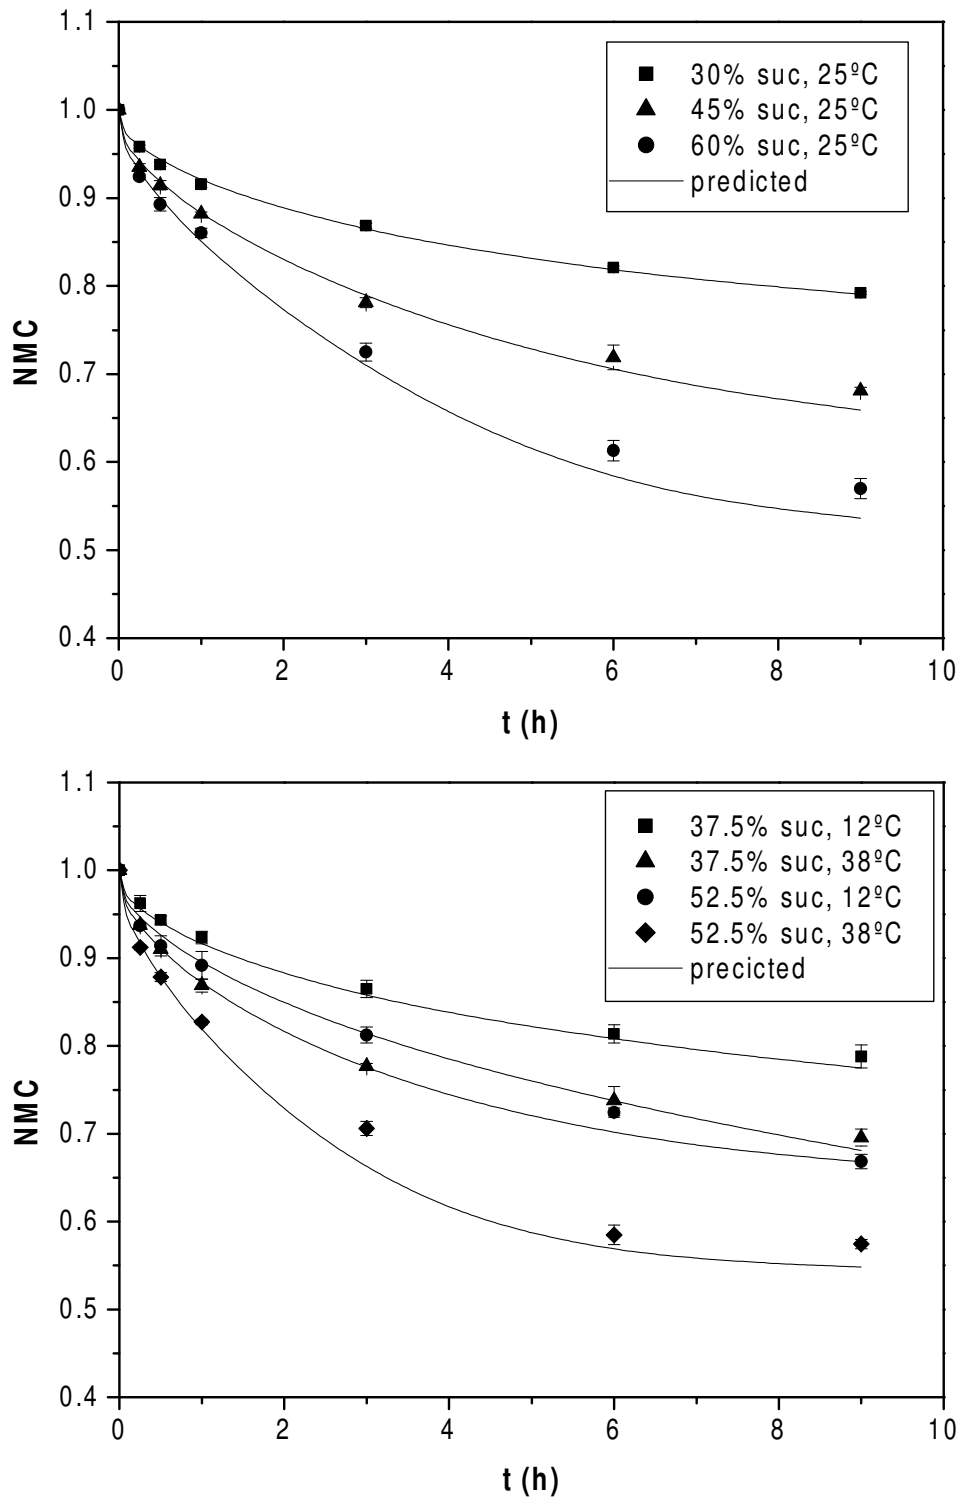 1.1
1.0
0.9
0.8
0.7
0.6
0.5
0.4
NMC
30% suc, 25ºC
45% suc, 25ºC
60% suc, 25ºC
predicted
0 2 4 6 8 10
t (h)
1.1
1.0
0.9
0.8
0.7
0.6
0.5
0.4
NMC
37.5% suc, 12ºC
37.5% suc, 38ºC
52.5% suc, 12ºC
52.5% suc, 38ºC
precicted
0 2 4 6 8 10
t (h)